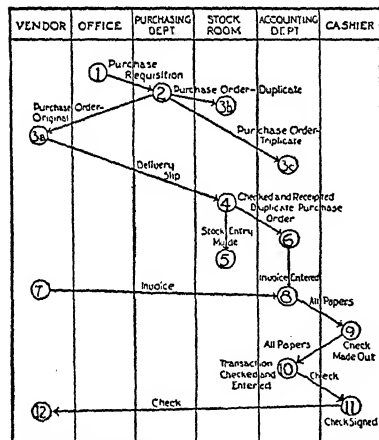 VENDOR OFFICE PURCHASING DEPT STOCK ROOM ACCOUNTING DEPT CASHIER
Purchase
Requisition
1
2
Purchase Order-Duplicate
3b
Purchase Order-
Original
3a
Purchase Order-
Triplicate
3c
Delivery
Slip
4
Checked and Receipted
Duplicate Purchase
Order
Stock Entry
Made
5
6
Invoice Entered
7
Invoice
8
All Papers
9
Check
Made Out
All Papers
Transaction
Checked and
Entered
10
Check
11
Check Signed
Check
12